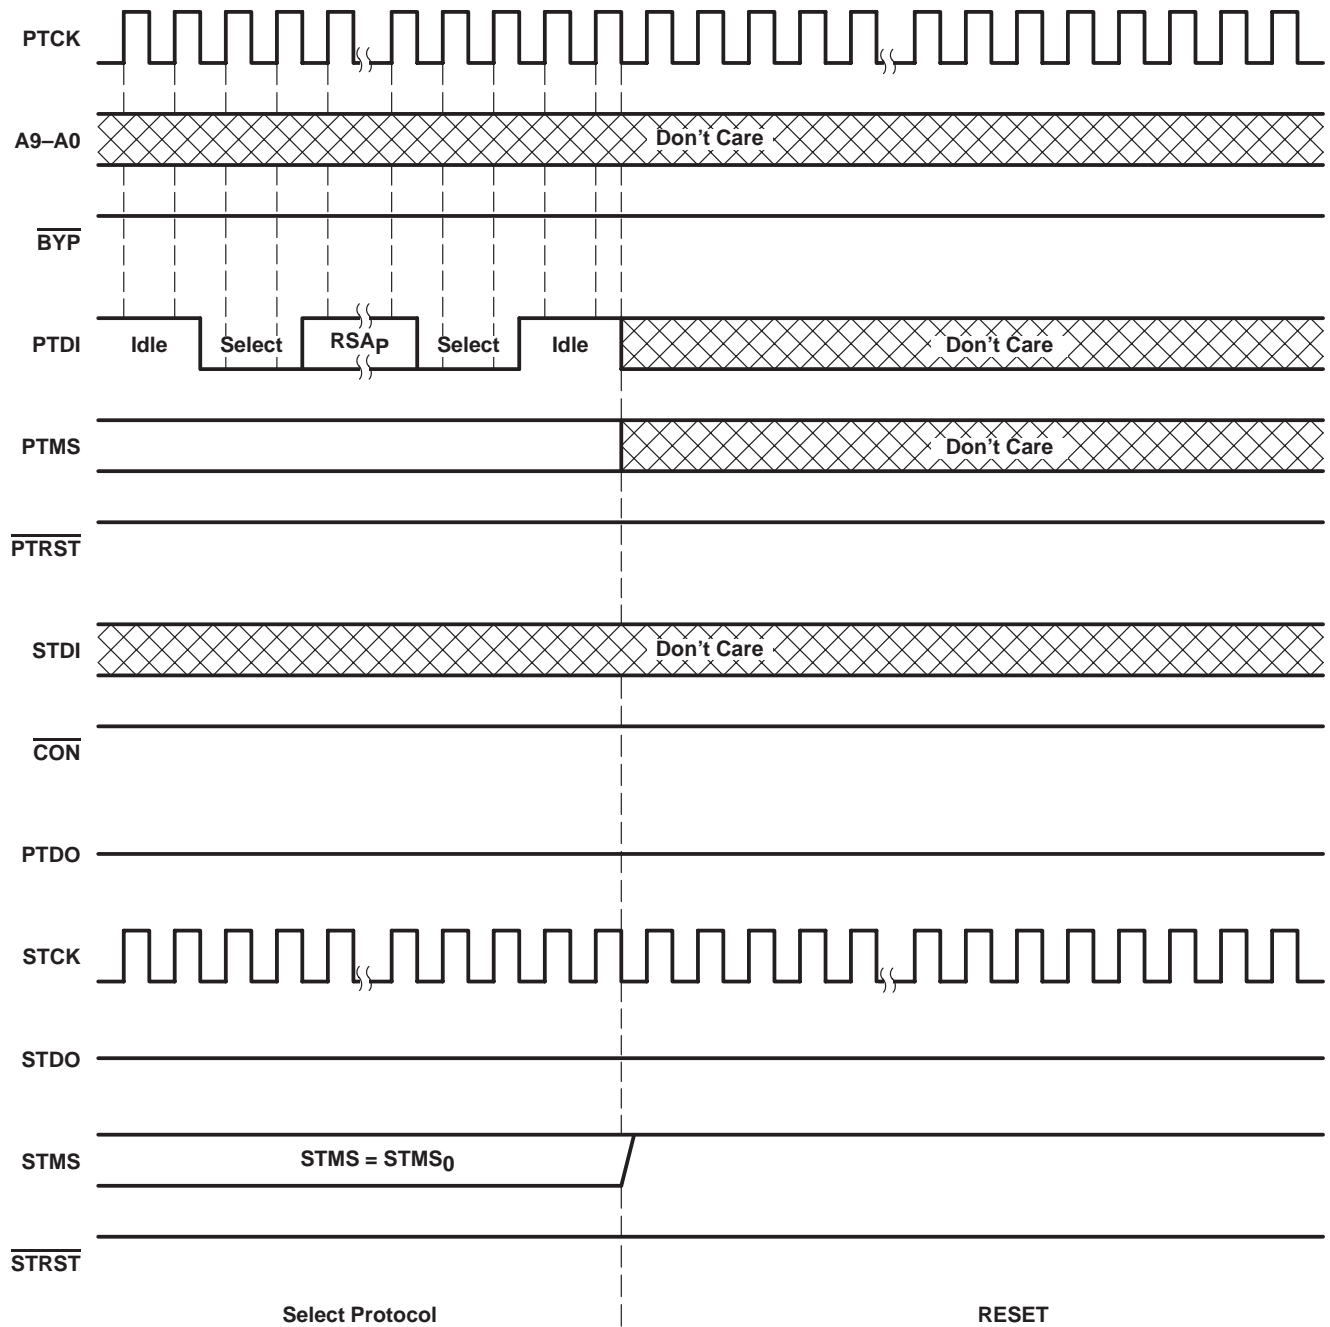 PTCK
A9–A0 Don't Care
BYP
PTDI Idle Select RSAP Select Idle Don't Care
PTMS Don't Care
PTRST
STDI Don't Care
CON
PTDO
STCK
STDO
STMS STMS = STMS0
STRST
Select Protocol RESET